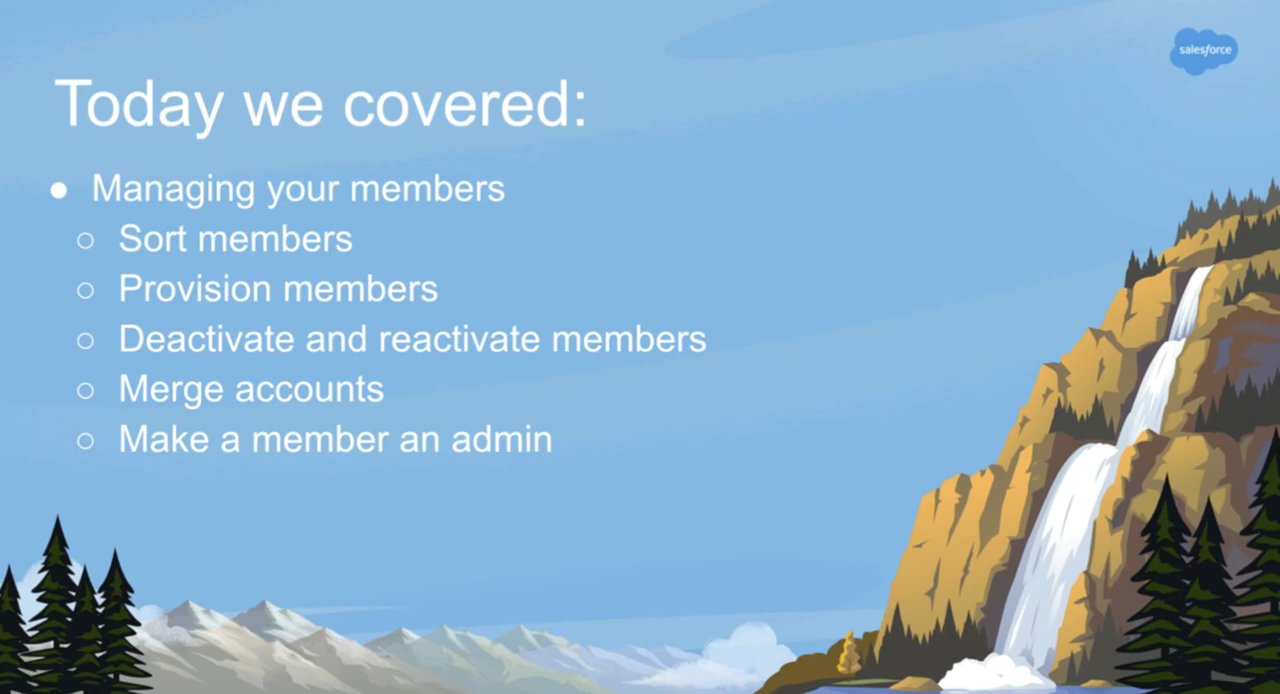 salesforce
Today we covered:
● Managing your members
○ Sort members
○ Provision members
○ Deactivate and reactivate members
○ Merge accounts
○ Make a member an admin